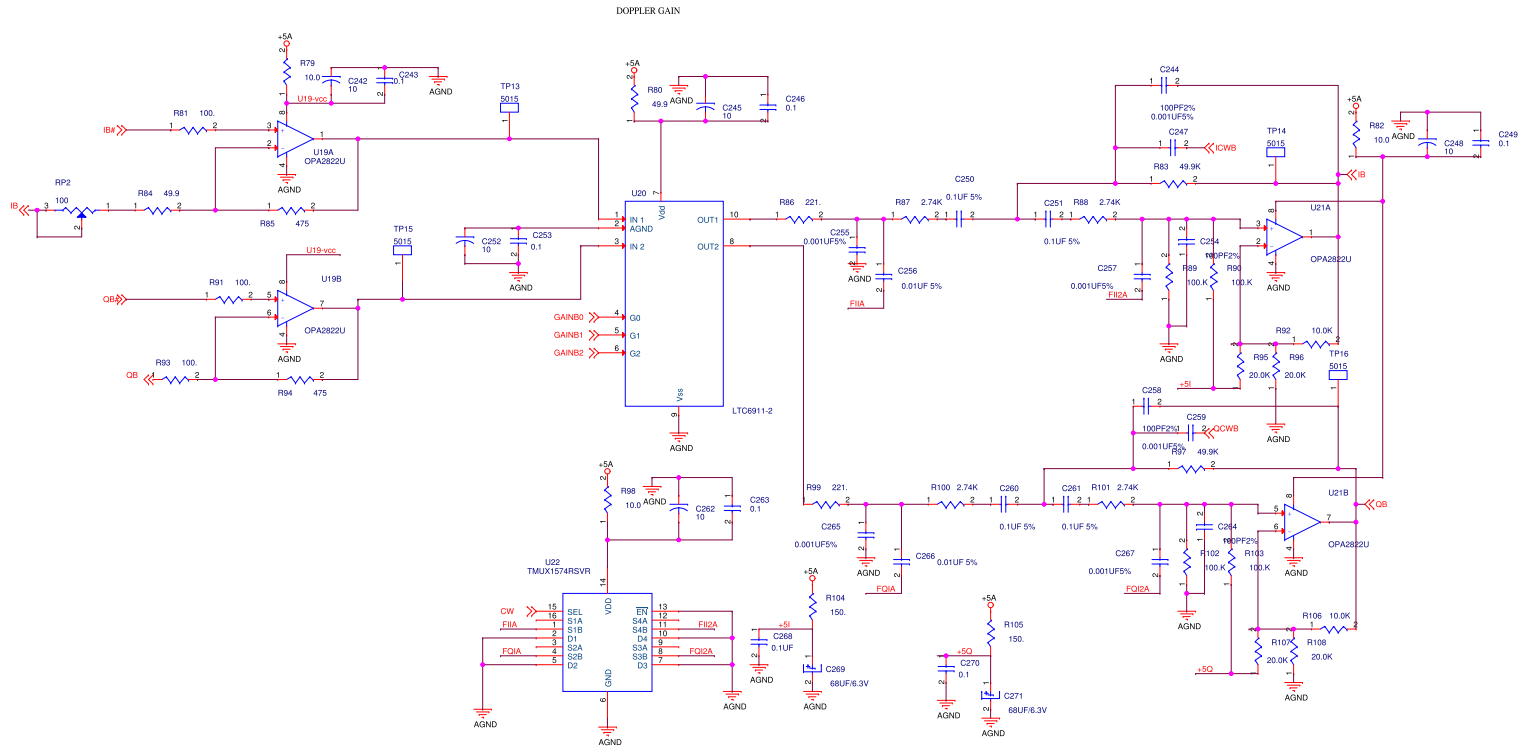 DOPPLER GAIN
+5A
R79
10.0
C242
10
C243
0.1
AGND
U19-vcc
TP13
5015
R81 100.
IB#
U19A
OPA2822U
AGND
RP2
100
IB
R84 49.9
R85 475
U19-vcc
TP15
5015
U19B
R91 100.
QB#
OPA2822U
AGND
R93 100.
QB
R94 475
+5A
R80
49.9
AGND
C245
10
C246
0.1
U20
Vdd
IN 1
AGND
IN 2
OUT1
OUT2
G0
G1
G2
Vss
LTC6911-2
AGND
C252
10
C253
0.1
AGND
GAINB0
GAINB1
GAINB2
R86 221.
C255
0.001UF5%
AGND
C256
0.01UF 5%
FIIA
R87 2.74K
C250
0.1UF 5%
C251
0.1UF 5%
R88 2.74K
C244
100PF2%
0.001UF5%
C247
ICWB
R83 49.9K
TP14
5015
+5A
R82
10.0
AGND
C248
10
C249
0.1
IB
U21A
OPA2822U
AGND
C254
100PF2%
C257
0.001UF5%
FII2A
R89
100.K
R90
100.K
AGND
R92 10.0K
R95
20.0K
R96
20.0K
+5I
AGND
TP16
5015
C258
100PF2%
0.001UF5%
C259
QCWB
R97 49.9K
R99 221.
C265
0.001UF5%
AGND
C266
0.01UF 5%
FQIA
R100 2.74K
C260
0.1UF 5%
C261
0.1UF 5%
R101 2.74K
U21B
QB
OPA2822U
AGND
C264
100PF2%
C267
0.001UF5%
FQI2A
R102
100.K
R103
100.K
AGND
R106 10.0K
R107
20.0K
R108
20.0K
+5Q
AGND
+5A
R98
10.0
AGND
C262
10
C263
0.1
U22
TMUX1574RSVR
VDD
CW
FIIA
FQIA
SEL
S1A
S1B
D1
S2A
S2B
D2
EN
S4A
S4B
D4
S3A
S3B
D3
GND
FII2A
FQI2A
AGND
AGND
AGND
+5A
R104
150.
+5I
C268
0.1UF
AGND
C269
68UF/6.3V
AGND
+5A
R105
150.
+5Q
C270
0.1
AGND
C271
68UF/6.3V
AGND